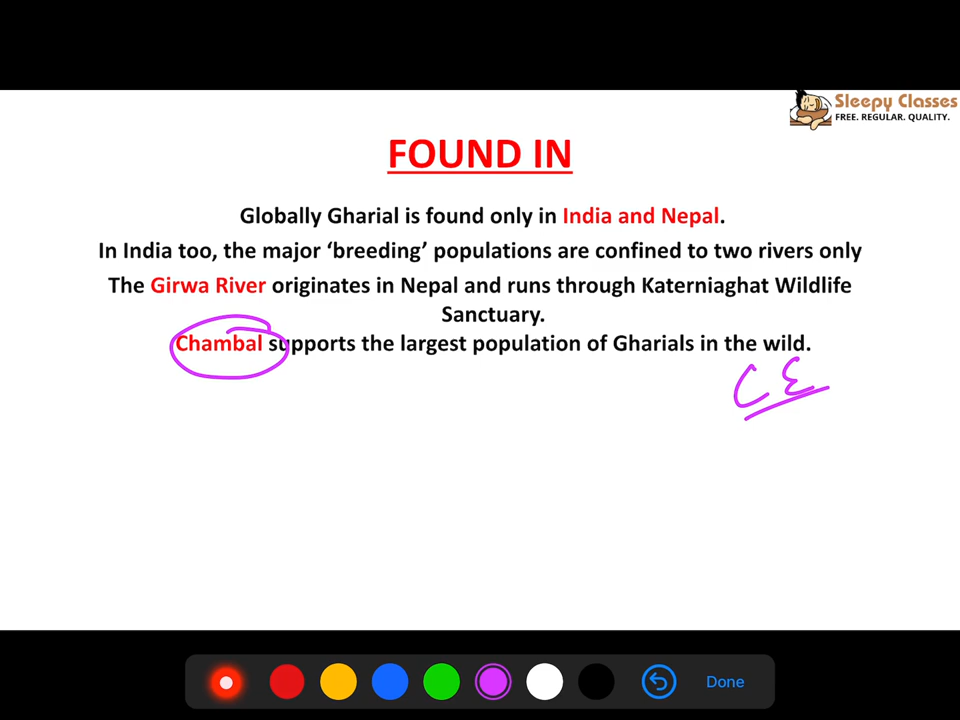 Sleepy Classes
FREE. REGULAR. QUALITY.
FOUND IN
Globally Gharial is found only in India and Nepal.
In India too, the major ‘breeding’ populations are confined to two rivers only
The Girwa River originates in Nepal and runs through Katerniaghat Wildlife
Sanctuary.
Chambal supports the largest population of Gharials in the wild.
CE
Done